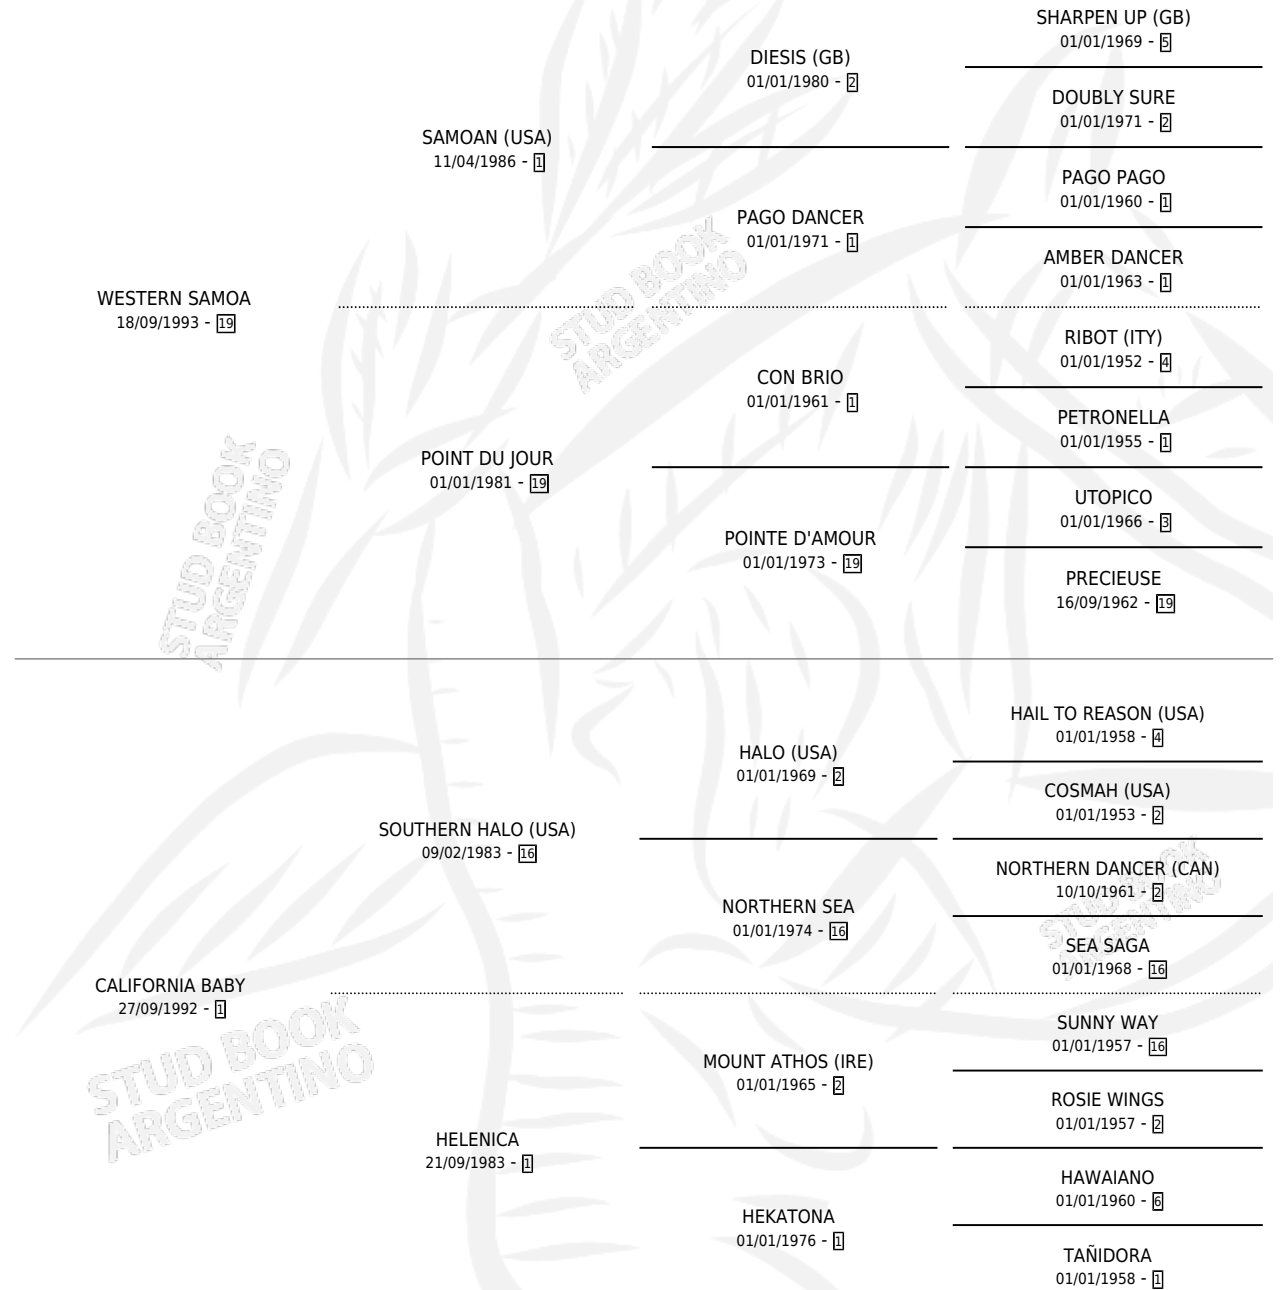 SHARPEN UP (GB)
01/01/1969 - 5
DIESIS (GB)
01/01/1980 - 2
DOUBLY SURE
01/01/1971 - 2
SAMOAN (USA)
11/04/1986 - 1
PAGO PAGO
01/01/1960 - 1
PAGO DANCER
01/01/1971 - 1
AMBER DANCER
01/01/1963 - 1
WESTERN SAMOA
18/09/1993 - 19
RIBOT (ITY)
01/01/1952 - 4
CON BRIO
01/01/1961 - 1
PETRONELLA
01/01/1955 - 1
POINT DU JOUR
01/01/1981 - 19
UTOPICO
01/01/1966 - 3
POINTE D'AMOUR
01/01/1973 - 19
PRECIEUSE
16/09/1962 - 19
HAIL TO REASON (USA)
01/01/1958 - 4
HALO (USA)
01/01/1969 - 2
COSMAH (USA)
01/01/1953 - 2
SOUTHERN HALO (USA)
09/02/1983 - 16
NORTHERN DANCER (CAN)
10/10/1961 - 2
NORTHERN SEA
01/01/1974 - 16
SEA SAGA
01/01/1968 - 16
CALIFORNIA BABY
27/09/1992 - 1
SUNNY WAY
01/01/1957 - 16
MOUNT ATHOS (IRE)
01/01/1965 - 2
ROSIE WINGS
01/01/1957 - 2
HELENICA
21/09/1983 - 1
HAWAIANO
01/01/1960 - 6
HEKATONA
01/01/1976 - 1
TAÑIDORA
01/01/1958 - 1
STUD BOOK
ARGENTINO
STUD BOOK
ARGENTINO
STUD BOOK
ARGENTINO
STUD BOOK
ARGENTINO